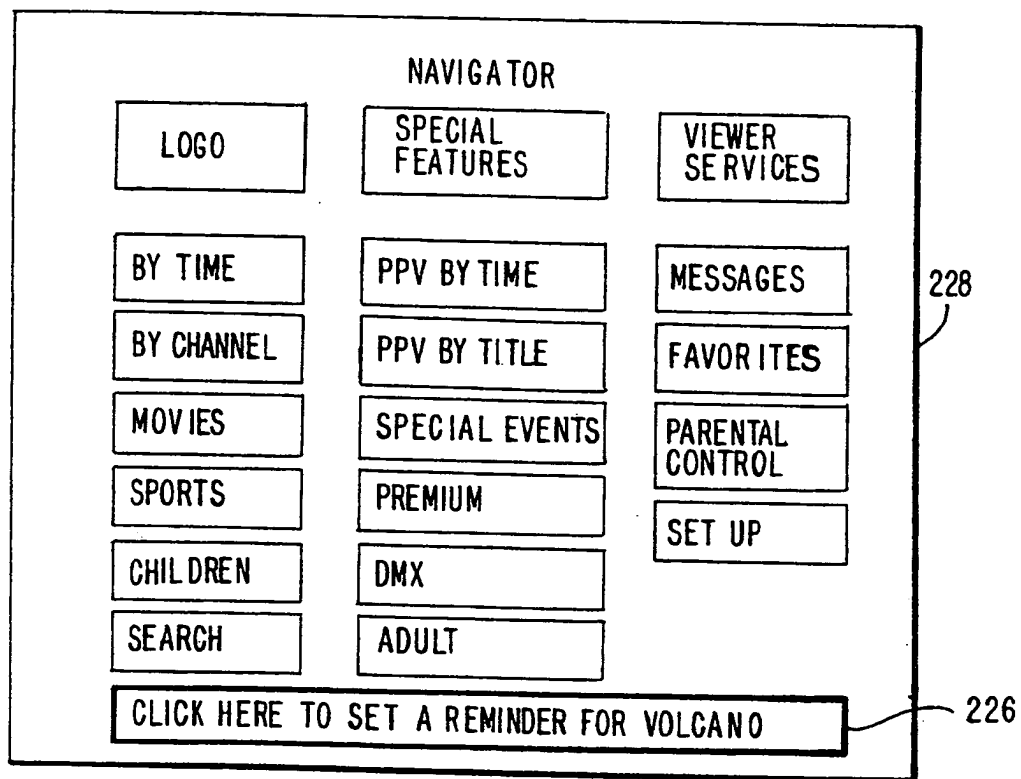 NAVIGATOR
LOGO
SPECIAL
FEATURES
VIEWER
SERVICES
BY TIME
PPV BY TIME
MESSAGES
BY CHANNEL
PPV BY TITLE
FAVORITES
MOVIES
SPECIAL EVENTS
PARENTAL
CONTROL
SPORTS
PREMIUM
SET UP
CHILDREN
DMX
SEARCH
ADULT
CLICK HERE TO SET A REMINDER FOR VOLCANO
228
226